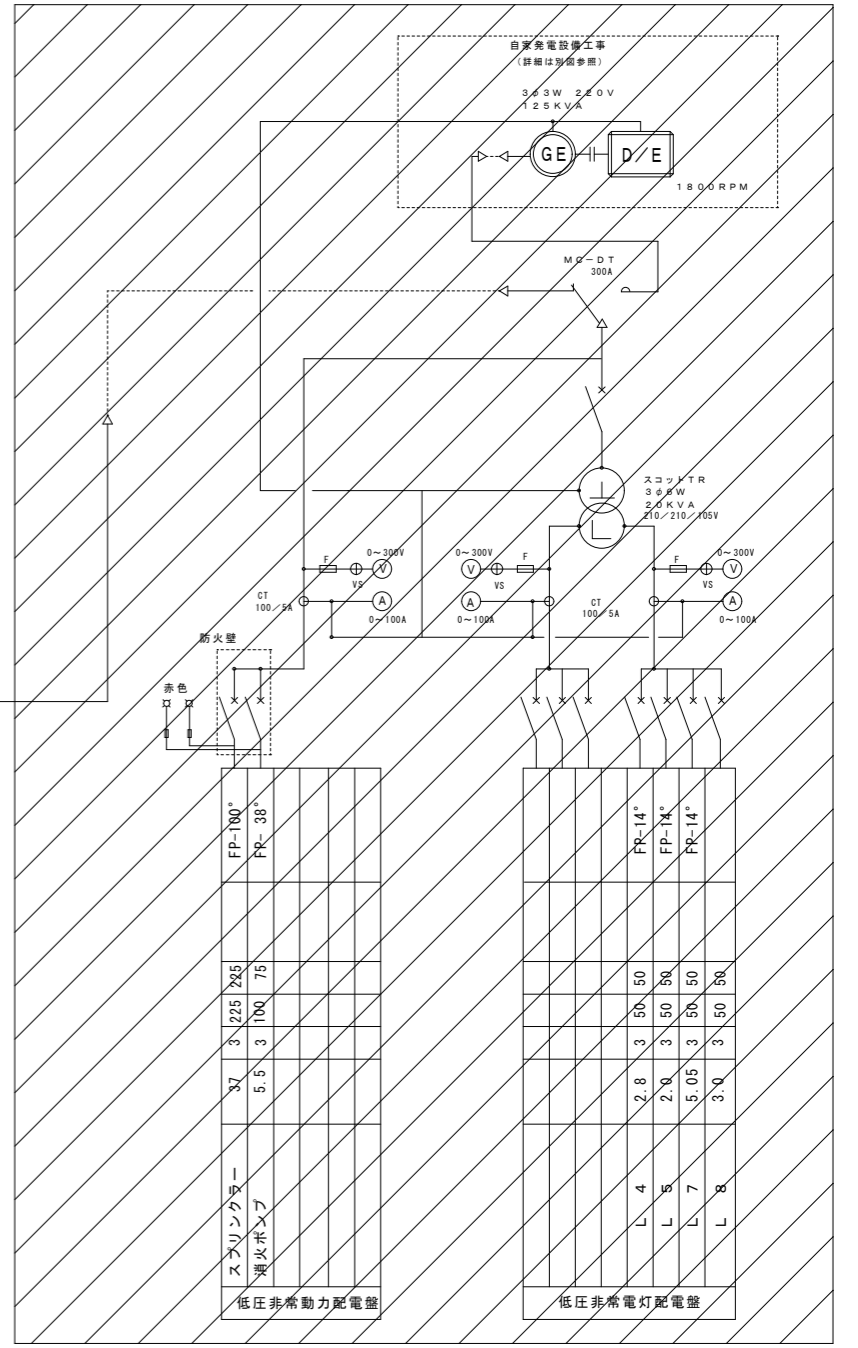 自家発電設備工事
(詳細は別図参照)
3φ3W 220V
125KVA
GE
D/E
1800RPM
MC-DT
300A
スコットTR
3φ6W
20KVA
210/210/105V
0~300V
F
V
VS
CT
100/5A
A
0~100A
0~300V
F
V
VS
CT
100/5A
A
0~100A
0~300V
F
V
VS
A
0~100A
防火壁
赤色
FP-100° 225 225 3 37 スプリンクラー
FP- 38° 75 100 3 5.5 消火ポンプ
低圧非常動力配電盤
FP-14° 50 50 3 2.8 L 4
FP-14° 50 50 3 2.0 L 5
FP-14° 50 50 3 5.05 L 7
50 50 3 3.0 L 8
低圧非常電灯配電盤